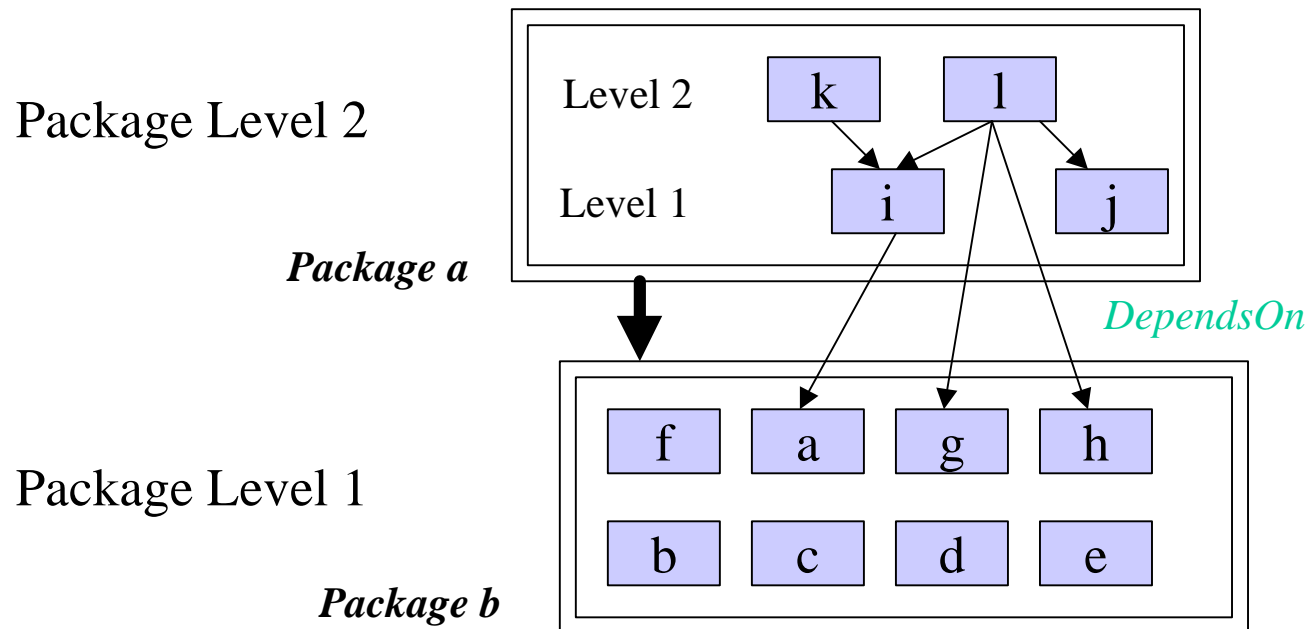 Level 2
k
l
Package Level 2
Level 1
i
j
Package a
DependsOn
f
a
g
h
Package Level 1
b
c
d
e
Package b